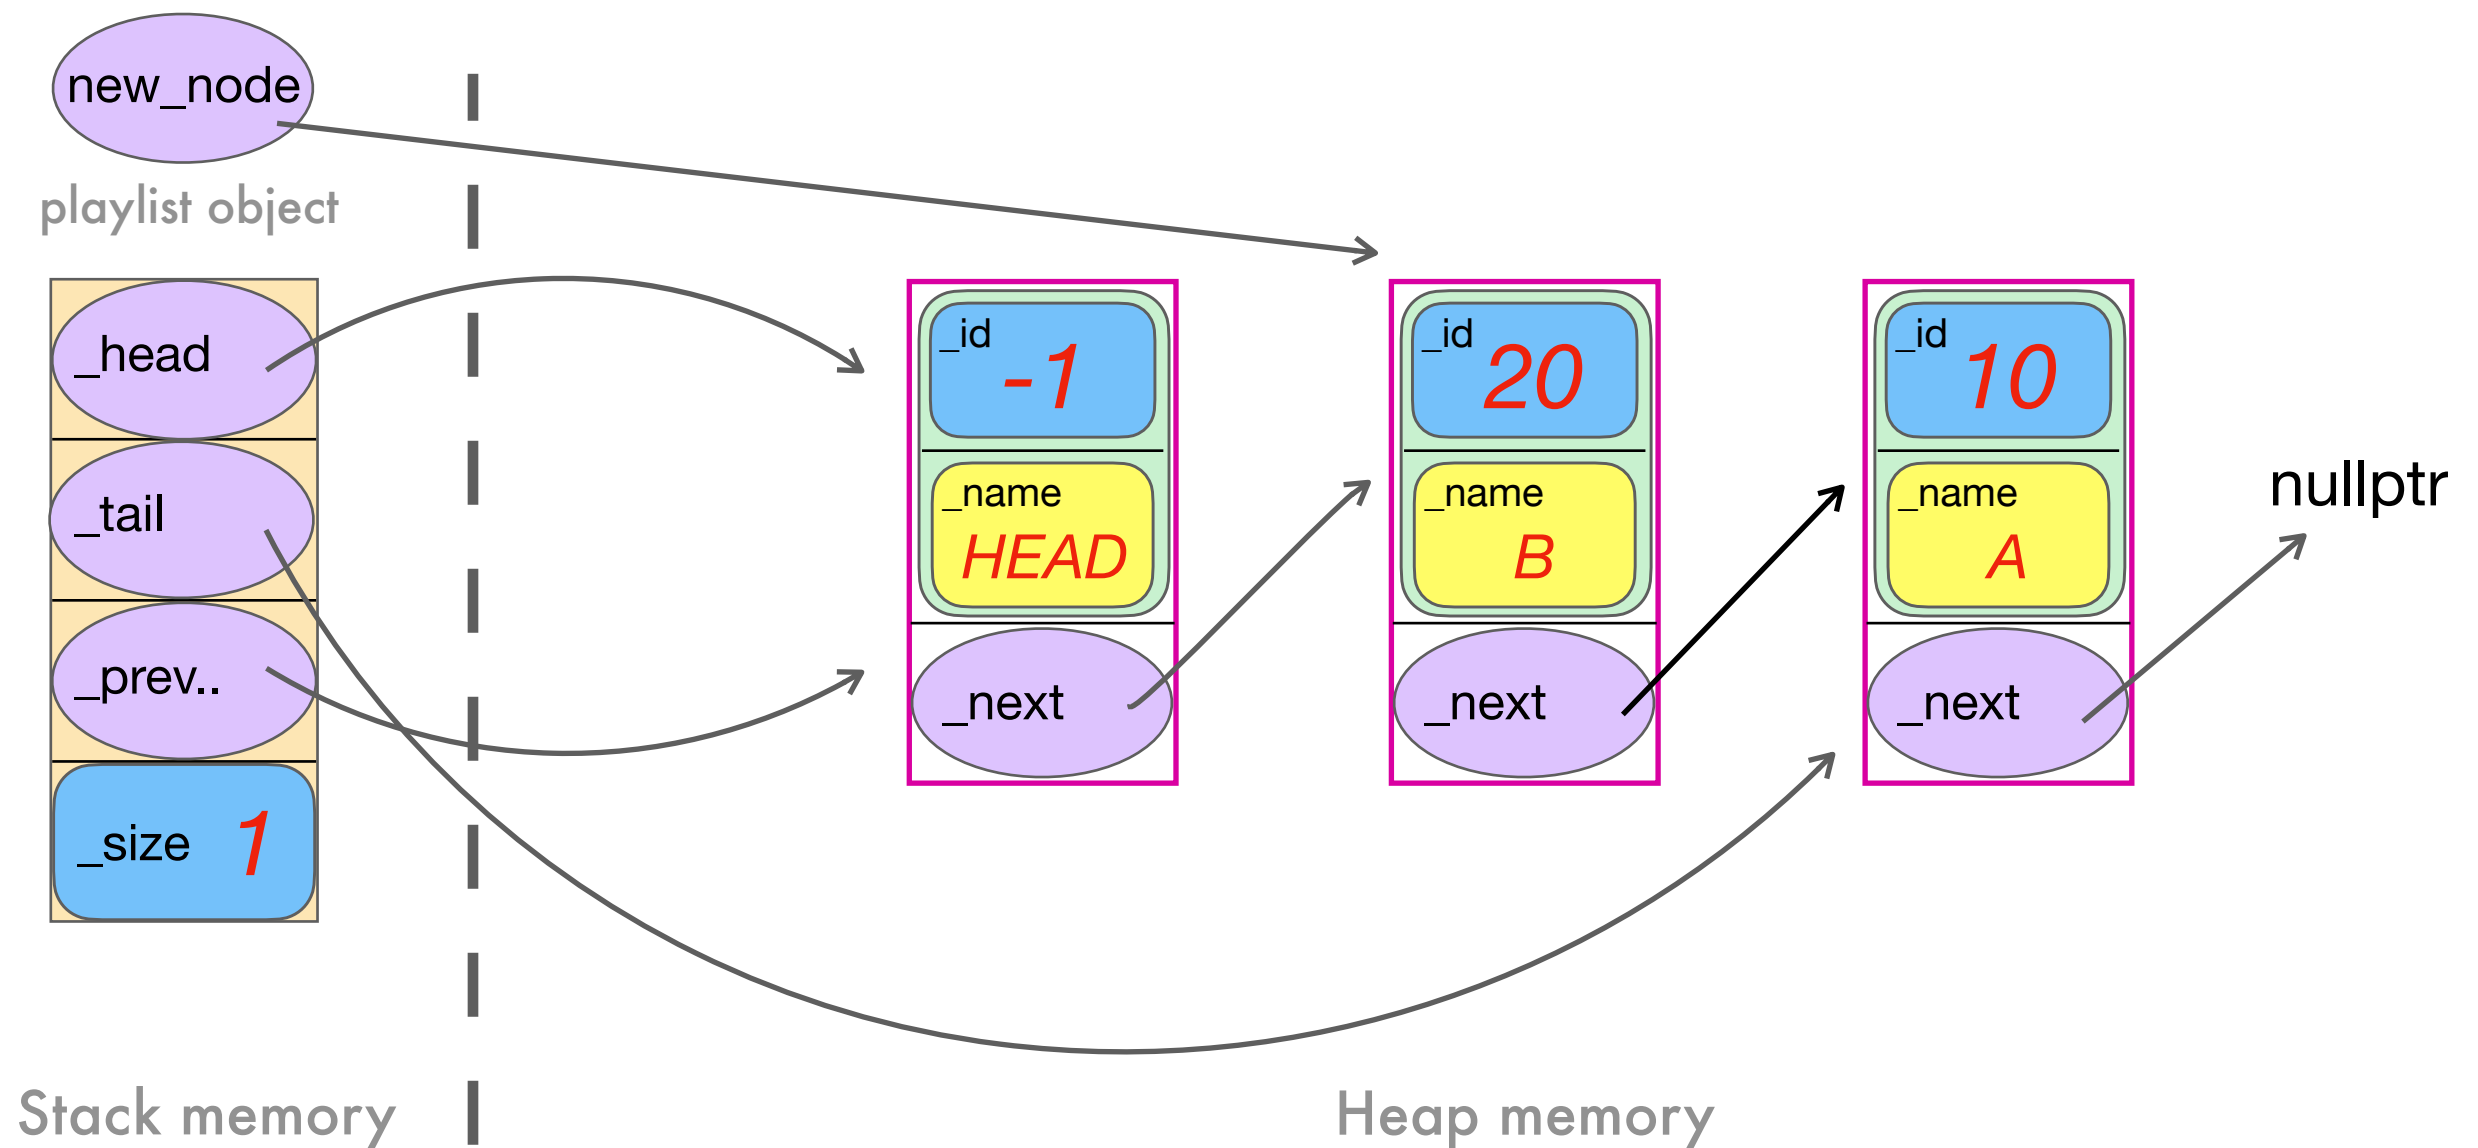 new_node
playlist object
_head
_tail
_prev..
_size 1
_id
-1
_name
HEAD
_next
_id
20
_name
B
_next
_id
10
_name
A
_next
nullptr
Stack memory
Heap memory